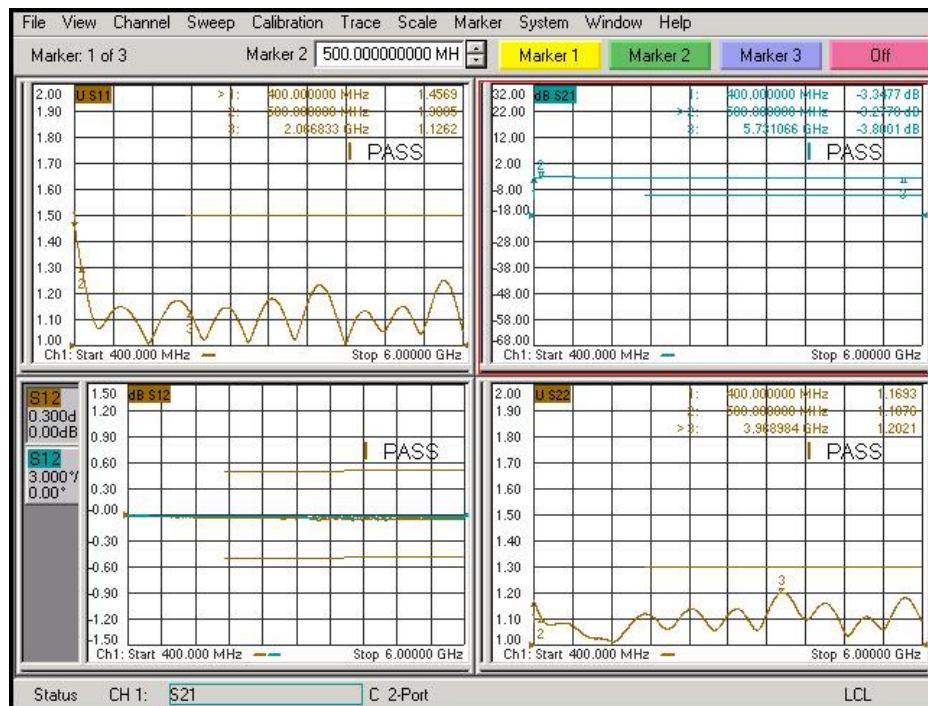 File View Channel Sweep Calibration Trace Scale Marker System Window Help
Marker: 1 of 3 Marker 2 500.000000000 MH Marker 1 Marker 2 Marker 3 Off
U S11
> 1: 400.000000 MHz 1.4569
2: 500.000000 MHz
3: 2.066833 GHz 1.1262
PASS
2.00
1.90
1.80
1.70
1.60
1.50
1.40
1.30
1.20
1.10
1.00
2
3
Ch1: Start 400.000 MHz Stop 6.00000 GHz
dB S21
1: 400.000000 MHz -3.3477 dB
> 2: 500.000000 MHz
3: 5.731066 GHz -3.8001 dB
PASS
32.00
22.00
12.00
2.00
-8.00
-18.00
-28.00
-38.00
-48.00
-58.00
-68.00
2
3
Ch1: Start 400.000 MHz Stop 6.00000 GHz
S12
0.300d
0.00dB
S12
3.000°/
0.00°
dB S12
PASS
1.50
1.20
0.90
0.60
0.30
-0.00
-0.30
-0.60
-0.90
-1.20
-1.50
Ch1: Start 400.000 MHz Stop 6.00000 GHz
U S22
1: 400.000000 MHz 1.1693
2: 500.000000 MHz
> 3: 3.968984 GHz 1.2021
PASS
2.00
1.90
1.80
1.70
1.60
1.50
1.40
1.30
1.20
1.10
1.00
2
3
Ch1: Start 400.000 MHz Stop 6.00000 GHz
Status CH 1: S21 C 2-Port LCL